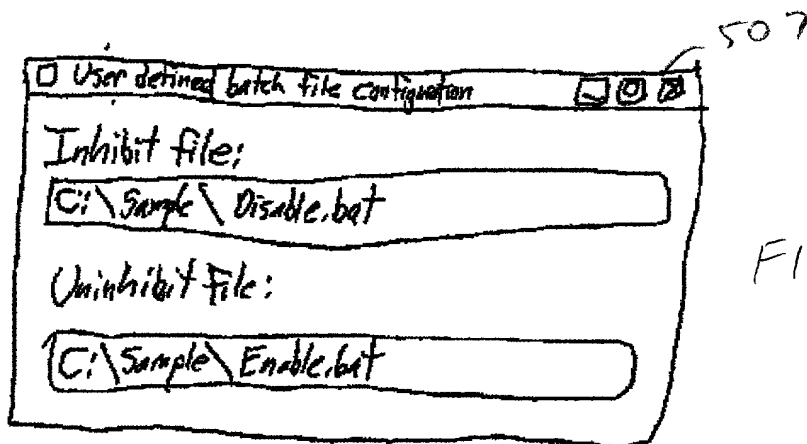 507
User defined batch file configuration
Inhibit file:
C:\Sample\Disable.bat
FI
Uninhibit File:
C:\Sample\Enable.bat